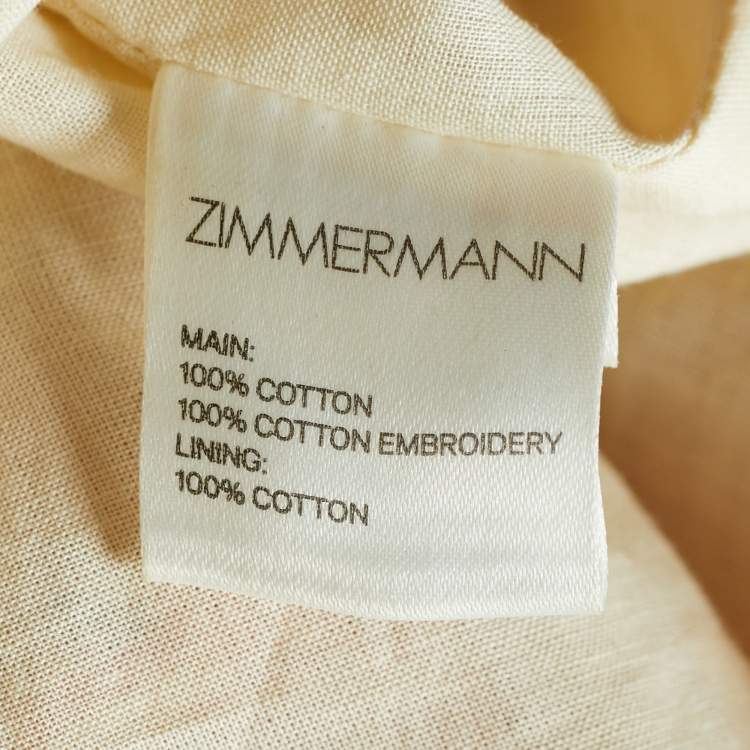 ZIMMERMANN
MAIN:
100% COTTON
100% COTTON EMBROIDERY
LINING:
100% COTTON